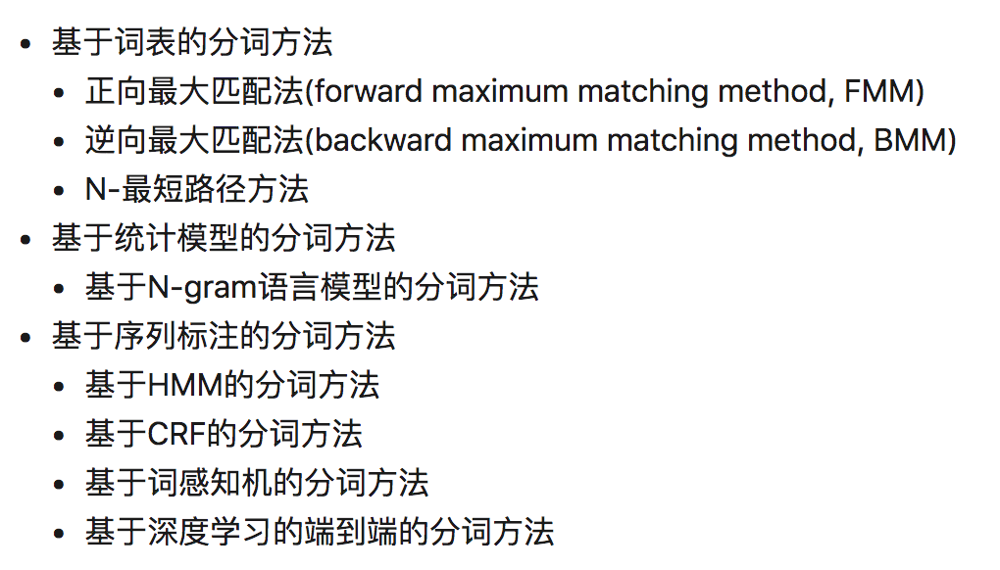 • 基于词表的分词方法
• 正向最大匹配法(forward maximum matching method, FMM)
• 逆向最大匹配法(backward maximum matching method, BMM)
• N-最短路径方法
• 基于统计模型的分词方法
• 基于N-gram语言模型的分词方法
• 基于序列标注的分词方法
• 基于HMM的分词方法
• 基于CRF的分词方法
• 基于词感知机的分词方法
• 基于深度学习的端到端的分词方法